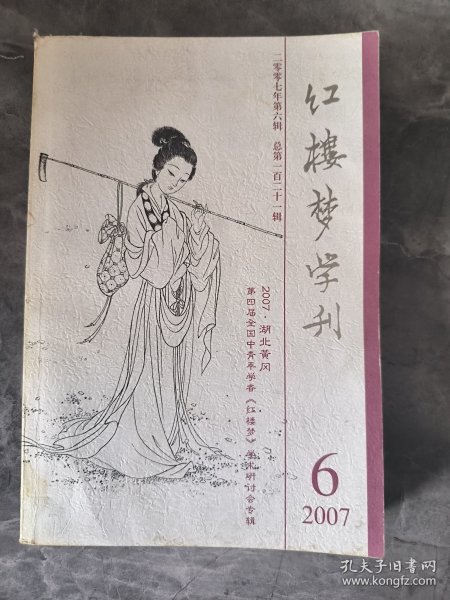 红楼梦学刊
二零零七年第六辑 总第一百二十一辑
2007·湖北黄冈
第四届全国中青年学者《红楼梦》学术研讨会专辑
6
2007
孔夫子旧书网
www.kongfz.com